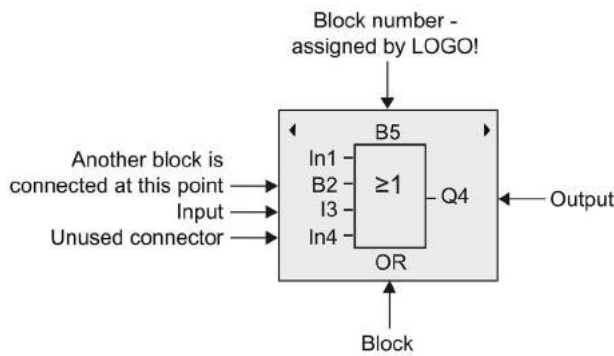 Block number -
assigned by LOGO!
B5
Another block is
connected at this point
Input
Unused connector
In1
B2
I3
In4
≥1
Q4
Output
OR
Block